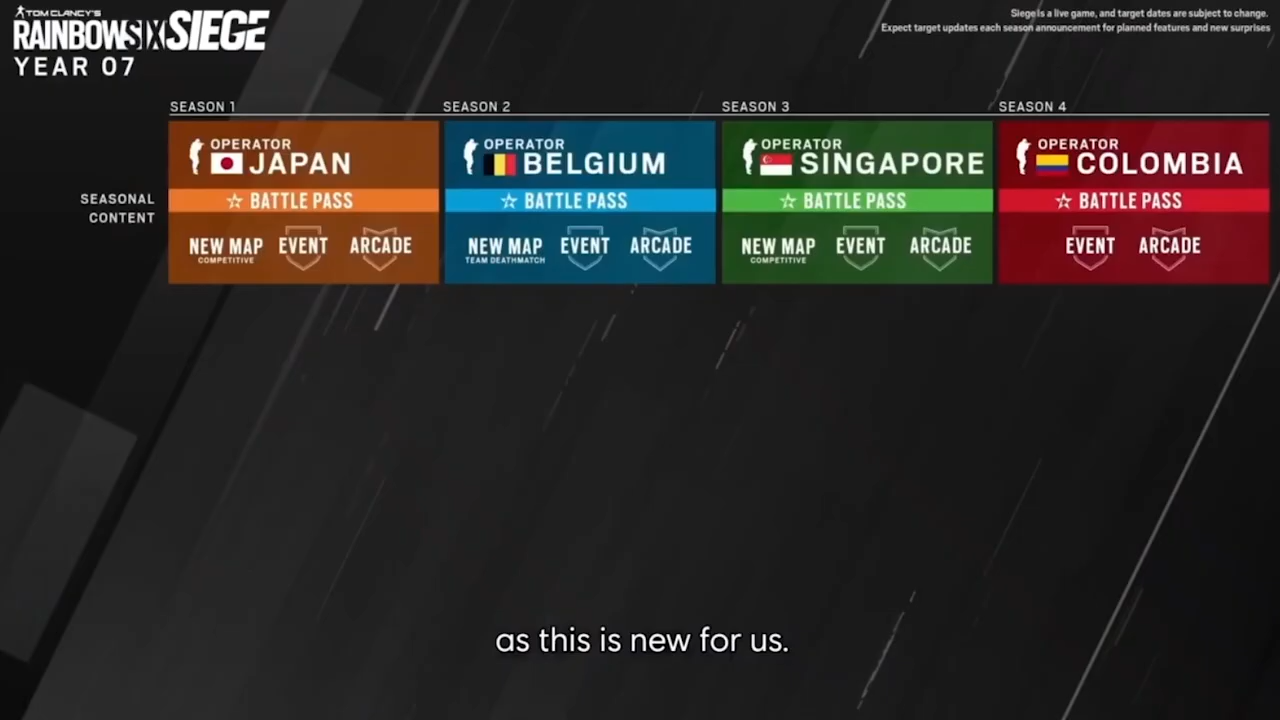 TOM CLANCY'S
RAINBOWSIX SIEGE
YEAR 07
Siege is a live game, and target dates are subject to change.
Expect target updates each season announcement for planned features and new surprises
SEASON 1
SEASON 2
SEASON 3
SEASON 4
SEASONAL
CONTENT
OPERATOR
JAPAN
BATTLE PASS
NEW MAP
COMPETITIVE
EVENT
ARCADE
OPERATOR
BELGIUM
BATTLE PASS
NEW MAP
TEAM DEATHMATCH
EVENT
ARCADE
OPERATOR
SINGAPORE
BATTLE PASS
NEW MAP
COMPETITIVE
EVENT
ARCADE
OPERATOR
COLOMBIA
BATTLE PASS
EVENT
ARCADE
as this is new for us.